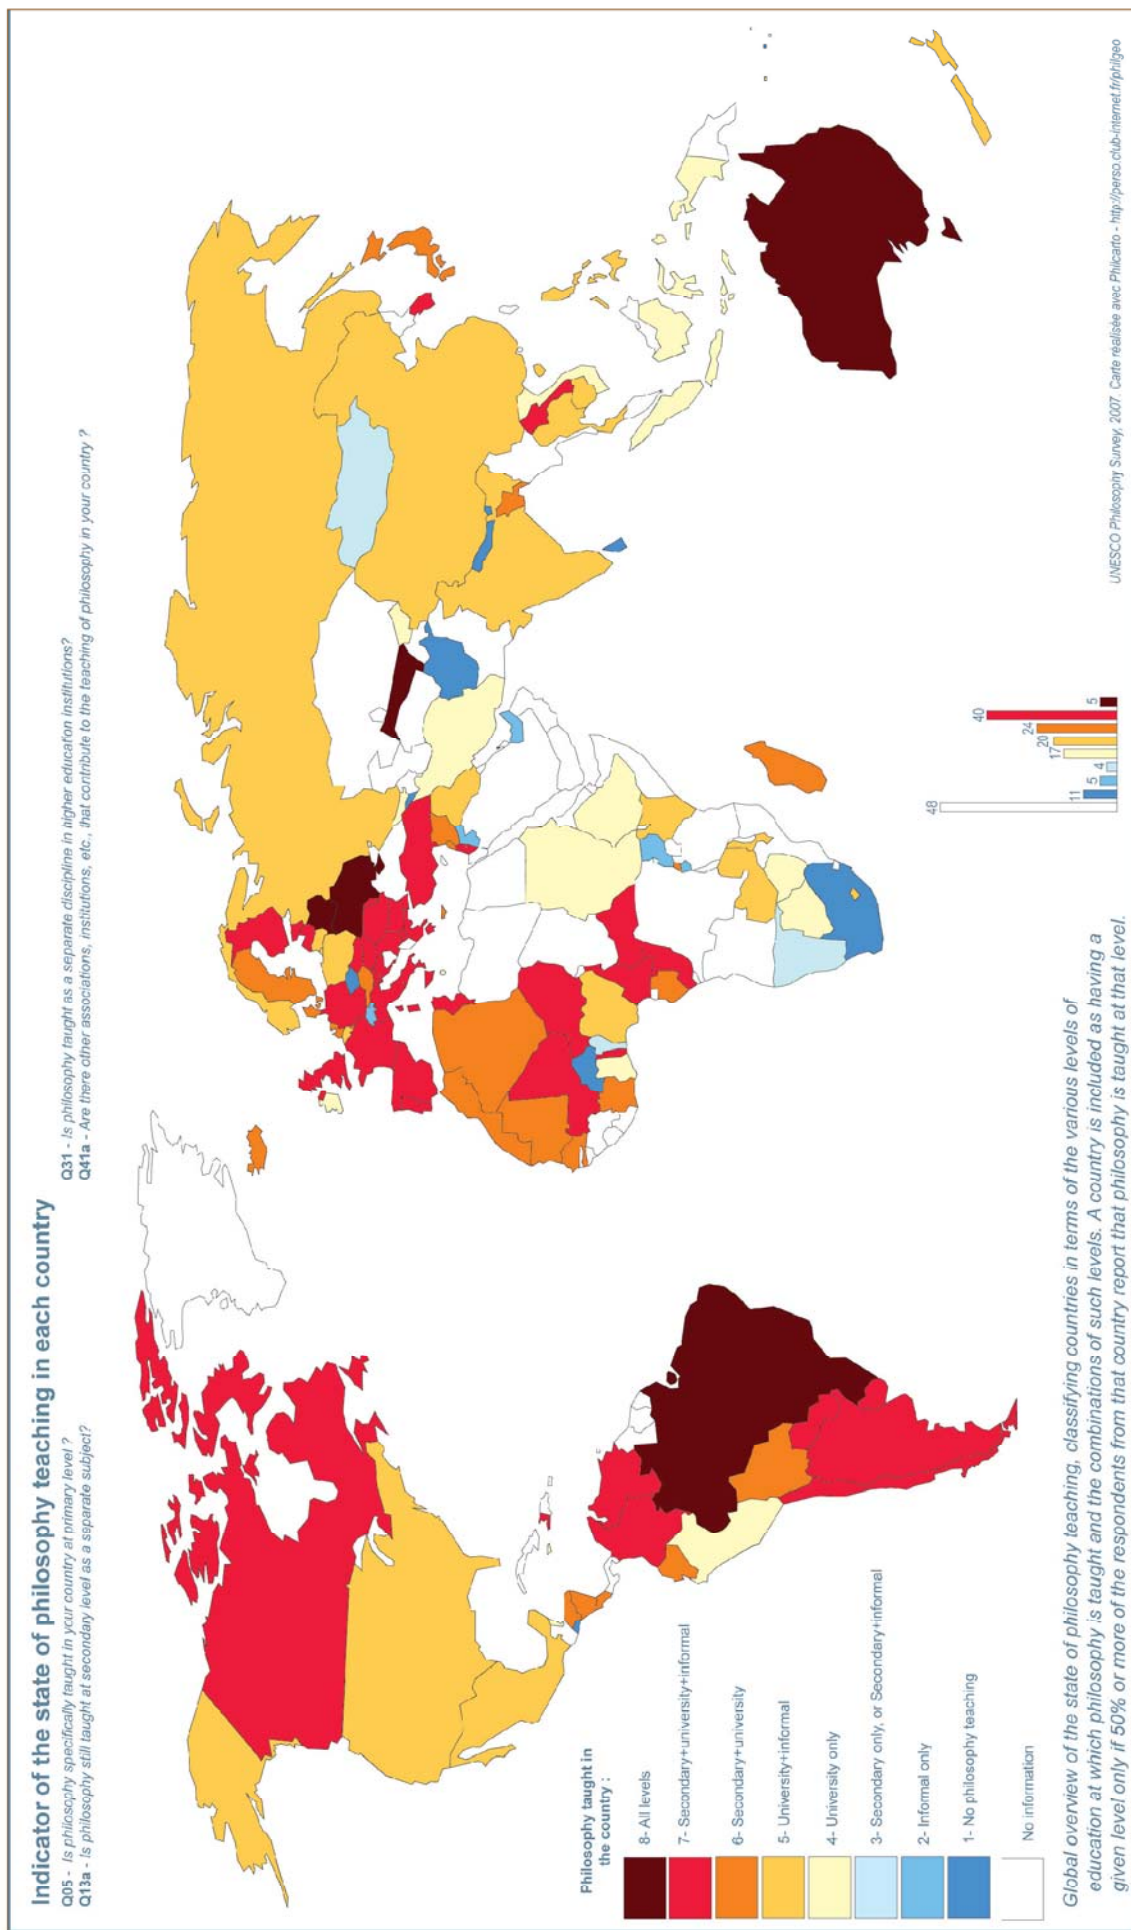 Indicator of the state of philosophy teaching in each country
Q05 - Is philosophy specifically taught in your country at primary level ?
Q13a - Is philosophy still taught at secondary level as a separate subject?
Q31 - Is philosophy taught as a separate discipline in higher education institutions?
Q41a - Are there other associations, institutions, etc., that contribute to the teaching of philosophy in your country ?
Philosophy taught in
the country :
8- All levels
7- Secondary+university+informal
6- Secondary+university
5- University+informal
4- University only
3- Secondary only, or Secondary+informal
2- Informal only
1- No philosophy teaching
No information
48
11
5
4
17
20
24
40
5
Global overview of the state of philosophy teaching, classifying countries in terms of the various levels of
education at which philosophy is taught and the combinations of such levels. A country is included as having a
given level only if 50% or more of the respondents from that country report that philosophy is taught at that level.
UNESCO Philosophy Survey, 2007. Carte réalisée avec Philcarto - http://perso.club-internet.fr/philgeo